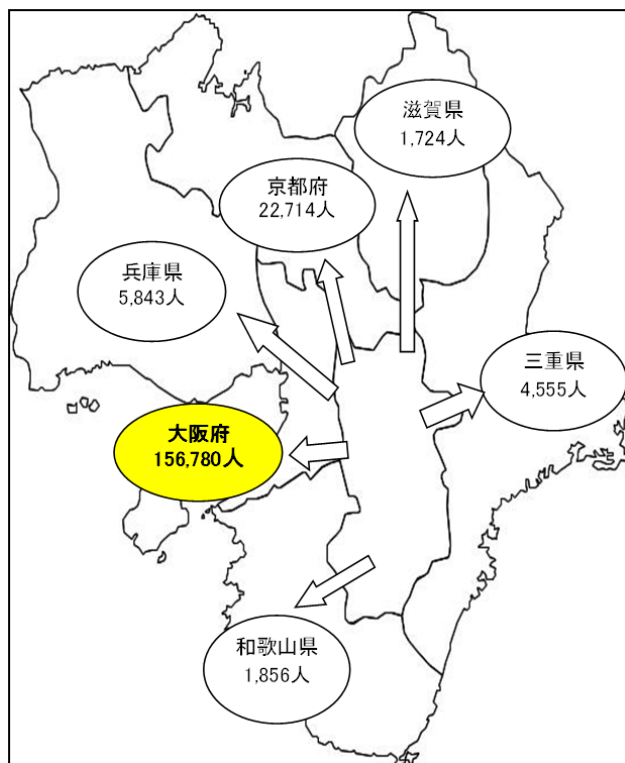 滋賀県
1,724人
京都府
22,714人
兵庫県
5,843人
三重県
4,555人
大阪府
156,780人
和歌山県
1,856人